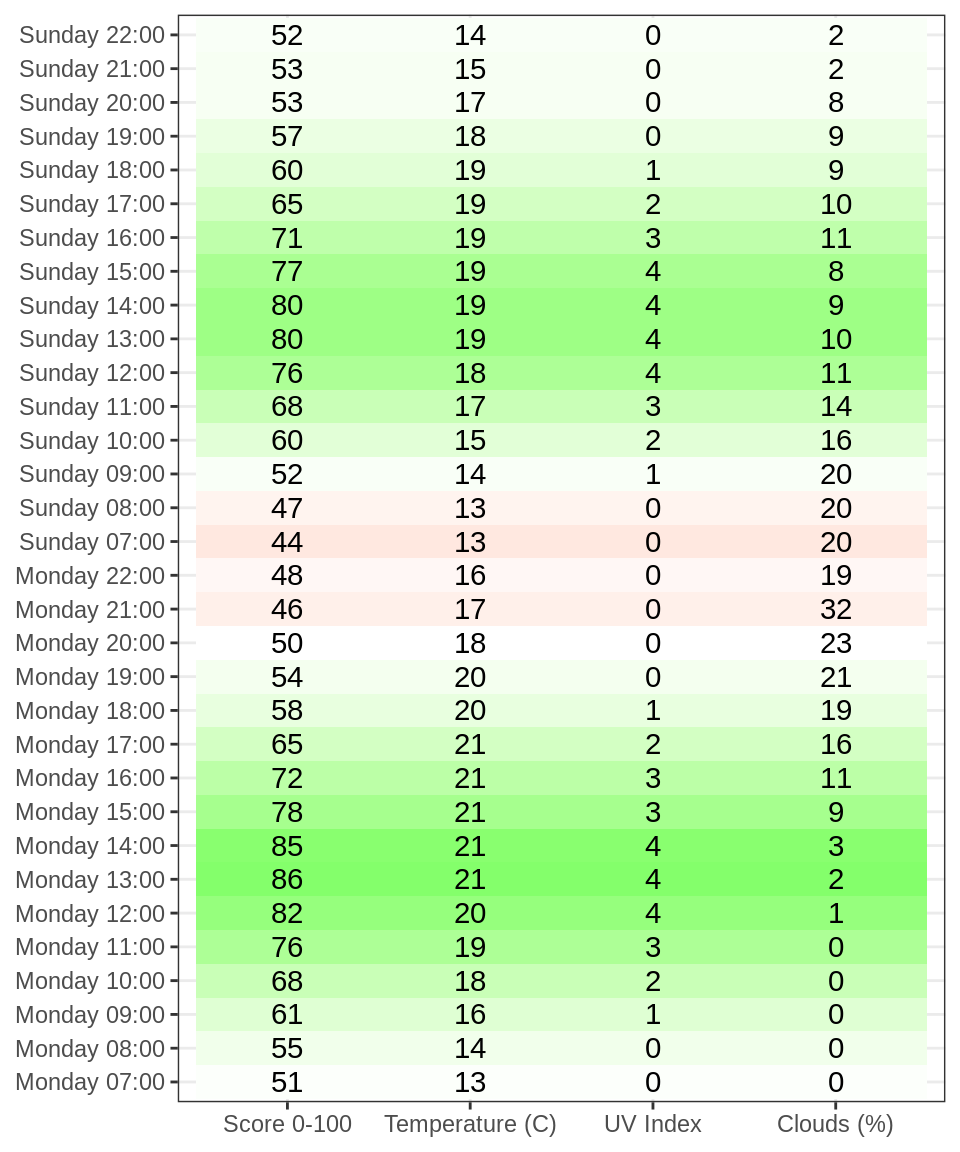 Sunday 22:00 52 14 0 2
Sunday 21:00 53 15 0 2
Sunday 20:00 53 17 0 8
Sunday 19:00 57 18 0 9
Sunday 18:00 60 19 1 9
Sunday 17:00 65 19 2 10
Sunday 16:00 71 19 3 11
Sunday 15:00 77 19 4 8
Sunday 14:00 80 19 4 9
Sunday 13:00 80 19 4 10
Sunday 12:00 76 18 4 11
Sunday 11:00 68 17 3 14
Sunday 10:00 60 15 2 16
Sunday 09:00 52 14 1 20
Sunday 08:00 47 13 0 20
Sunday 07:00 44 13 0 20
Monday 22:00 48 16 0 19
Monday 21:00 46 17 0 32
Monday 20:00 50 18 0 23
Monday 19:00 54 20 0 21
Monday 18:00 58 20 1 19
Monday 17:00 65 21 2 16
Monday 16:00 72 21 3 11
Monday 15:00 78 21 3 9
Monday 14:00 85 21 4 3
Monday 13:00 86 21 4 2
Monday 12:00 82 20 4 1
Monday 11:00 76 19 3 0
Monday 10:00 68 18 2 0
Monday 09:00 61 16 1 0
Monday 08:00 55 14 0 0
Monday 07:00 51 13 0 0
Score 0-100 Temperature (C) UV Index Clouds (%)